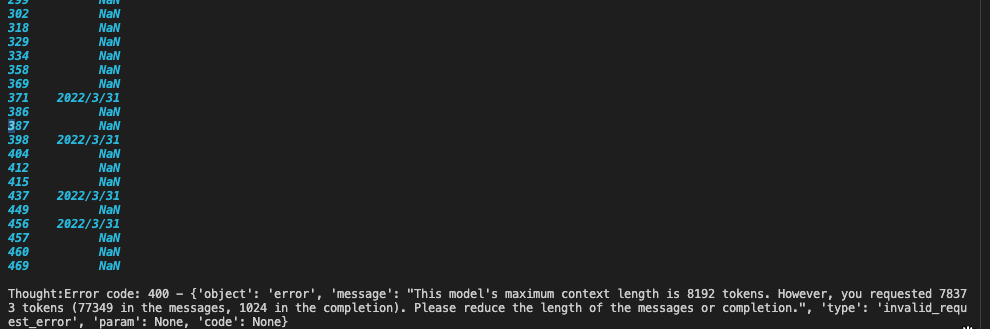 299 NaN
302 NaN
318 NaN
329 NaN
334 NaN
358 NaN
369 NaN
371 2022/3/31
386 NaN
387 NaN
398 2022/3/31
404 NaN
412 NaN
415 NaN
437 2022/3/31
449 NaN
456 2022/3/31
457 NaN
460 NaN
469 NaN
Thought:Error code: 400 - {'object': 'error', 'message': "This model's maximum context length is 8192 tokens. However, you requested 7837
3 tokens (77349 in the messages, 1024 in the completion). Please reduce the length of the messages or completion.", 'type': 'invalid_requ
est_error', 'param': None, 'code': None}